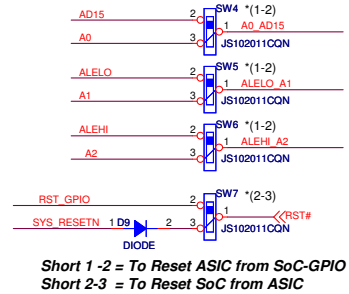 SW4 *(1-2)
AD15 2
1 A0_AD15
A0 3
JS102011CQN
SW5 *(1-2)
ALELO 2
1 ALELO_A1
A1 3
JS102011CQN
SW6 *(1-2)
ALEHI 2
1 ALEHI_A2
A2 3
JS102011CQN
SW7 *(2-3)
RST_GPIO 2
1 RST#
SYS_RESETN 1 D9 2 3
JS102011CQN
DIODE
Short 1 -2 = To Reset ASIC from SoC-GPIO
Short 2-3 = To Reset SoC from ASIC